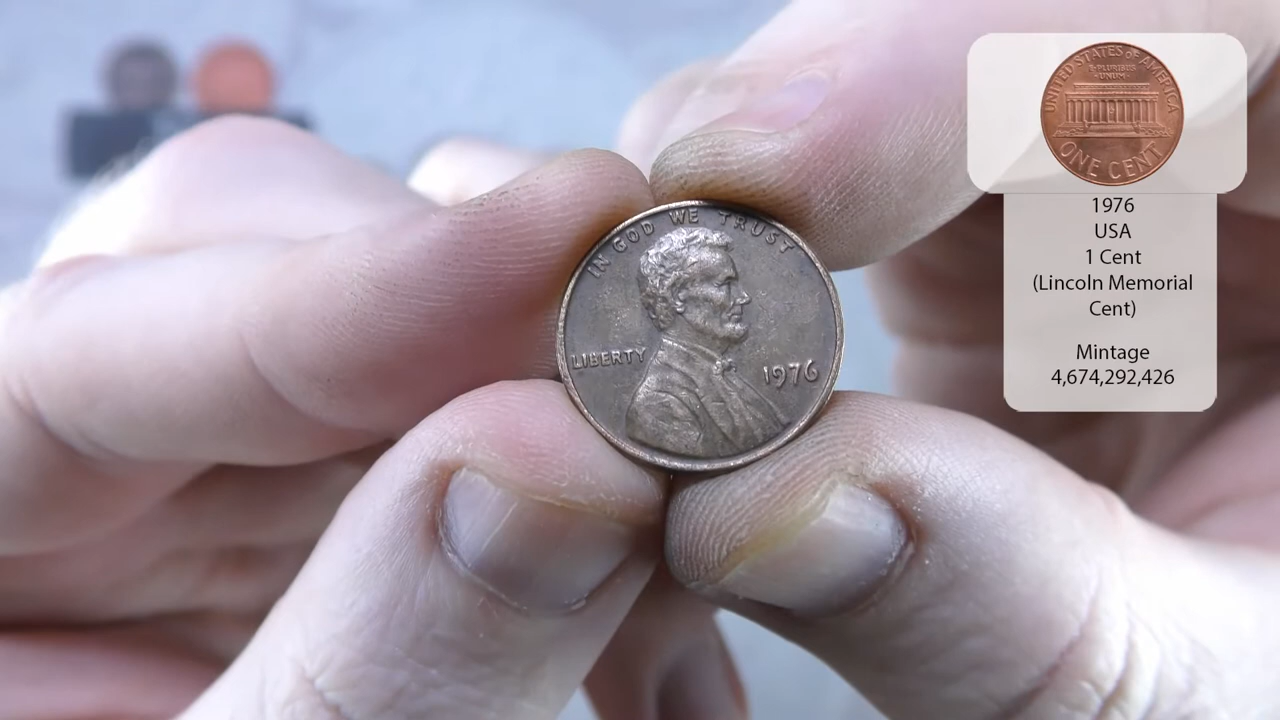 IN GOD WE TRUST
LIBERTY
1976
UNITED STATES OF AMERICA
E·PLURIBUS
·UNUM·
ONE CENT
1976
USA
1 Cent
(Lincoln Memorial
Cent)
Mintage
4,674,292,426